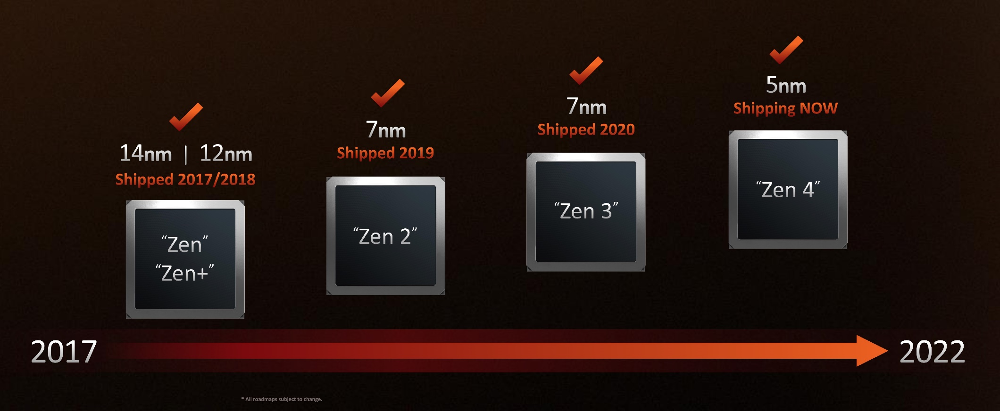 14nm | 12nm
Shipped 2017/2018
“Zen”
“Zen+”
7nm
Shipped 2019
“Zen 2”
7nm
Shipped 2020
“Zen 3”
5nm
Shipping NOW
“Zen 4”
2017
2022
* All roadmaps subject to change.